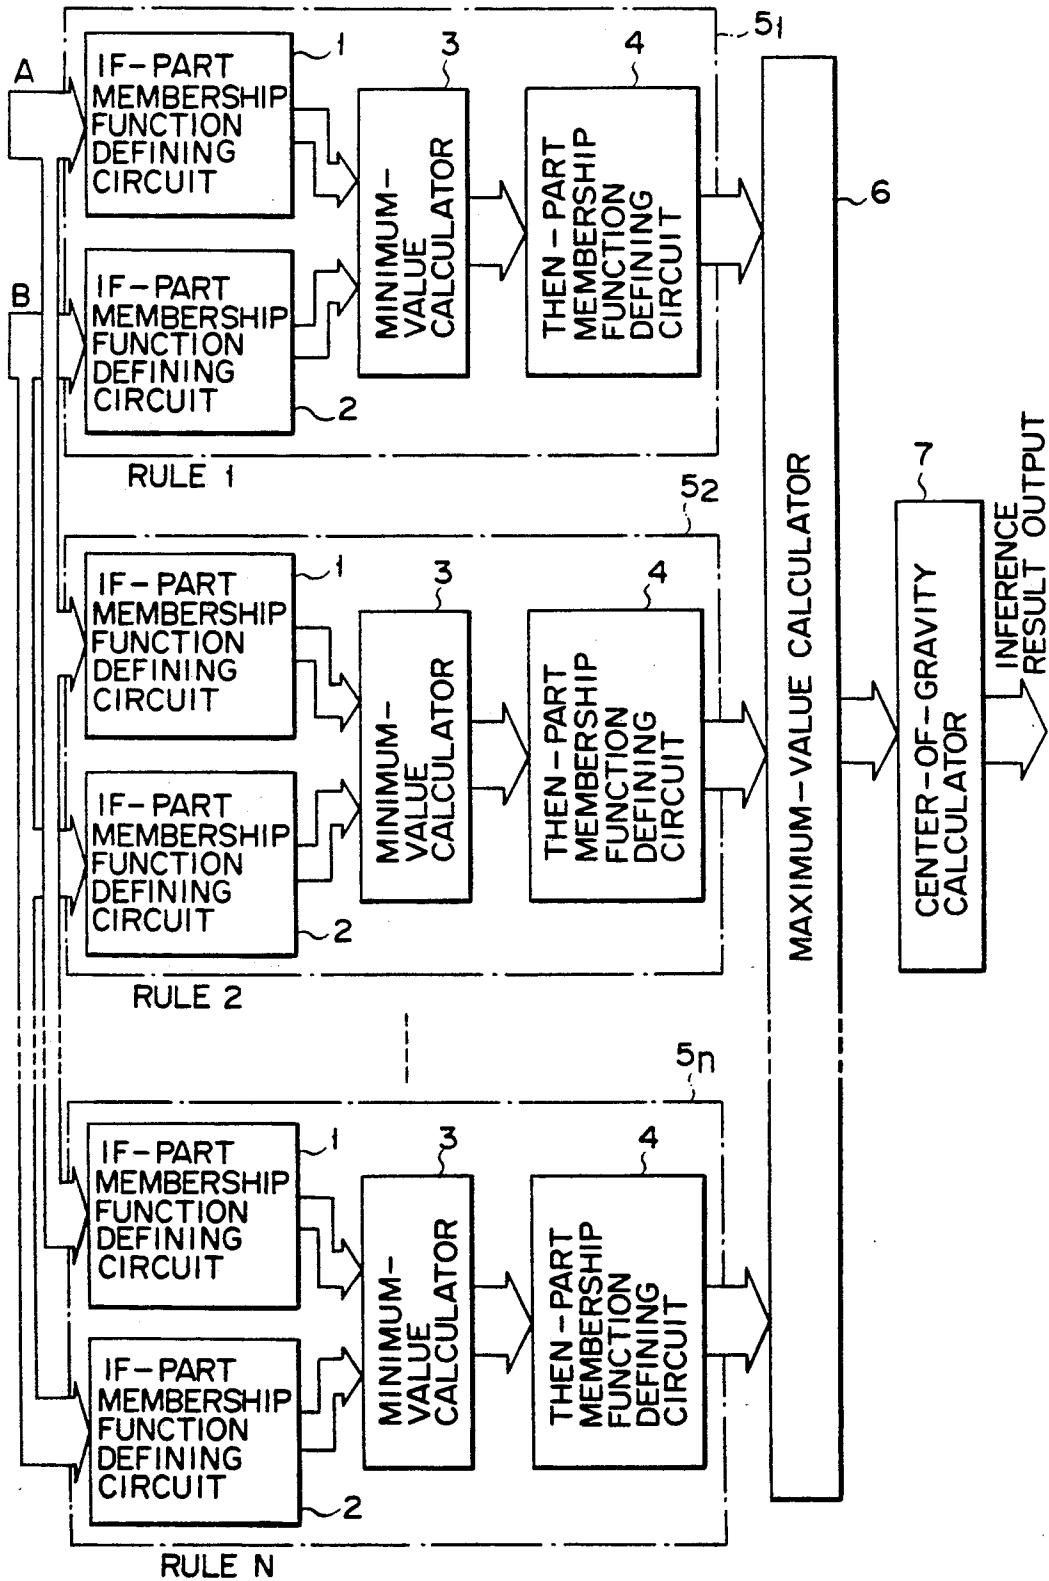 A
B
5₁
1
IF-PART
MEMBERSHIP
FUNCTION
DEFINING
CIRCUIT
IF-PART
MEMBERSHIP
FUNCTION
DEFINING
CIRCUIT
2
3
MINIMUM-
VALUE
CALCULATOR
4
THEN-PART
MEMBERSHIP
FUNCTION
DEFINING
CIRCUIT
RULE 1
5₂
1
IF-PART
MEMBERSHIP
FUNCTION
DEFINING
CIRCUIT
IF-PART
MEMBERSHIP
FUNCTION
DEFINING
CIRCUIT
2
3
MINIMUM-
VALUE
CALCULATOR
4
THEN-PART
MEMBERSHIP
FUNCTION
DEFINING
CIRCUIT
RULE 2
5n
1
IF-PART
MEMBERSHIP
FUNCTION
DEFINING
CIRCUIT
IF-PART
MEMBERSHIP
FUNCTION
DEFINING
CIRCUIT
2
3
MINIMUM-
VALUE
CALCULATOR
4
THEN-PART
MEMBERSHIP
FUNCTION
DEFINING
CIRCUIT
RULE N
6
MAXIMUM-VALUE CALCULATOR
7
CENTER-OF-GRAVITY
CALCULATOR
INFERENCE
RESULT OUTPUT